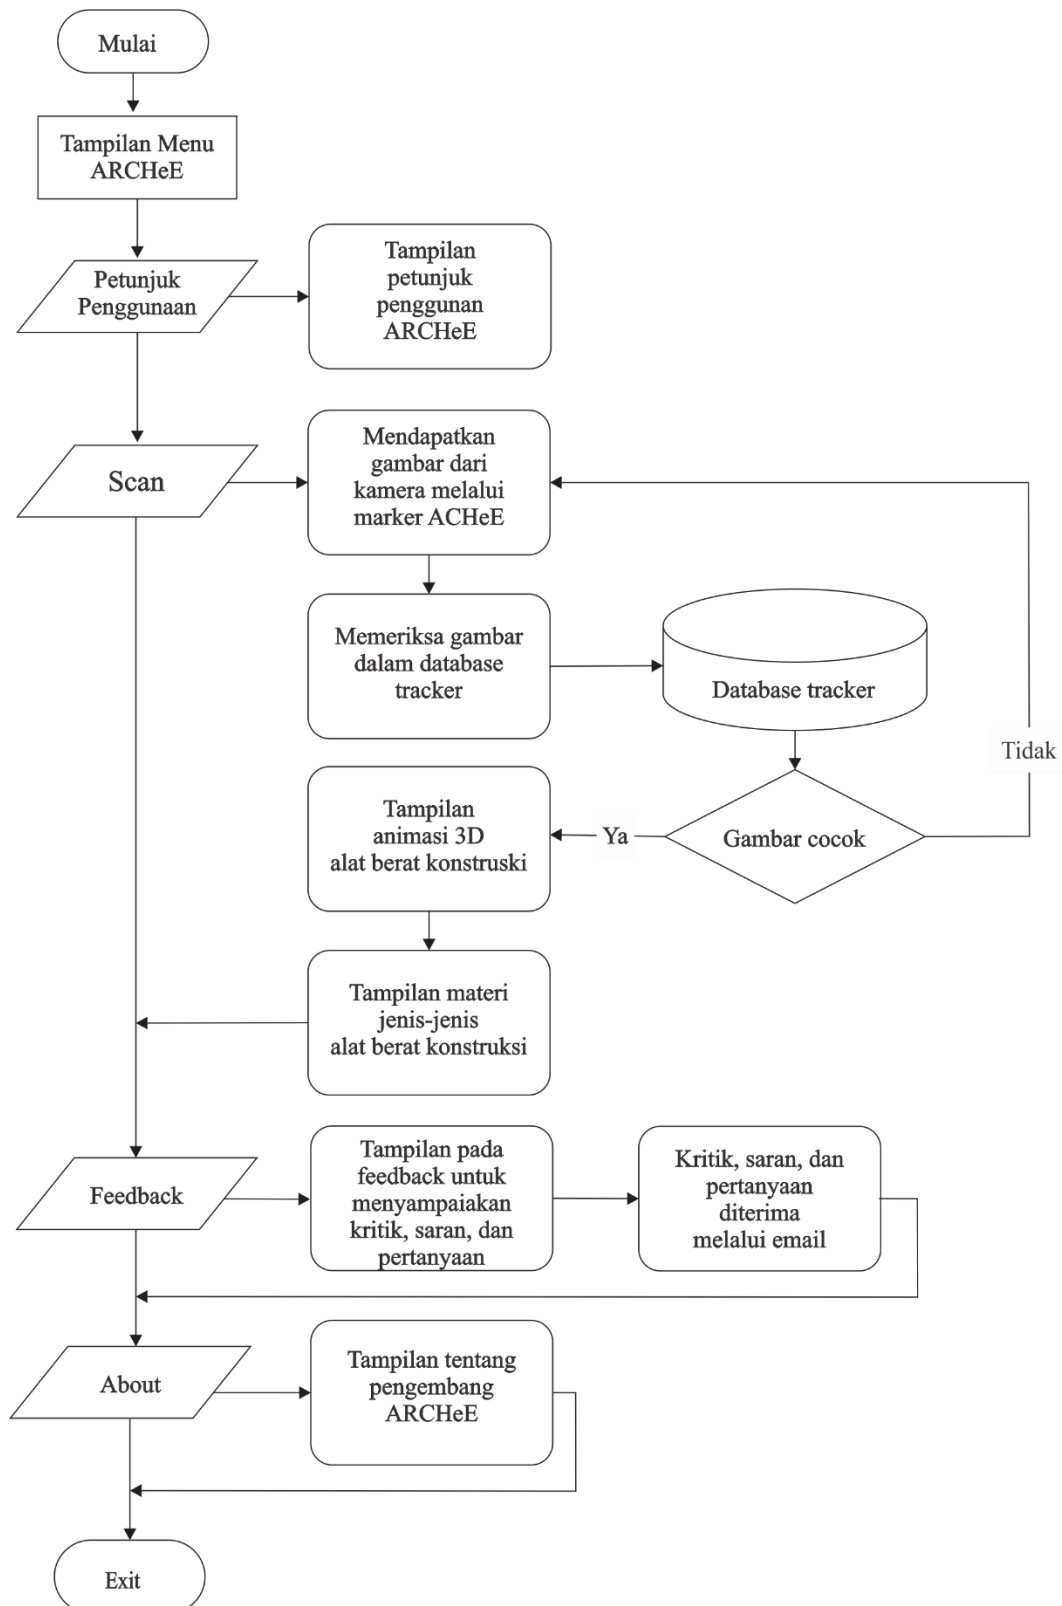 Mulai
Tampilan Menu
ARCHeE
Petunjuk
Penggunaan
Tampilan
petunjuk
penggunan
ARCHeE
Scan
Mendapatkan
gambar dari
kamera melalui
marker ACHeE
Memeriksa gambar
dalam database
tracker
Database tracker
Tidak
Gambar cocok
Ya
Tampilan
animasi 3D
alat berat konstruski
Tampilan materi
jenis-jenis
alat berat konstruksi
Feedback
Tampilan pada
feedback untuk
menyampaiakan
kritik, saran, dan
pertanyaan
Kritik, saran, dan
pertanyaan
diterima
melalui email
About
Tampilan tentang
pengembang
ARCHeE
Exit